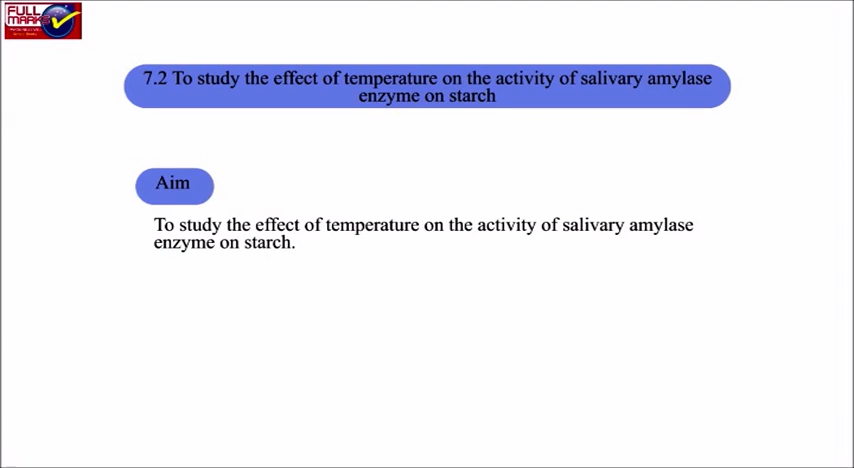 FULL
MARKS
7.2 To study the effect of temperature on the activity of salivary amylase
enzyme on starch
Aim
To study the effect of temperature on the activity of salivary amylase
enzyme on starch.